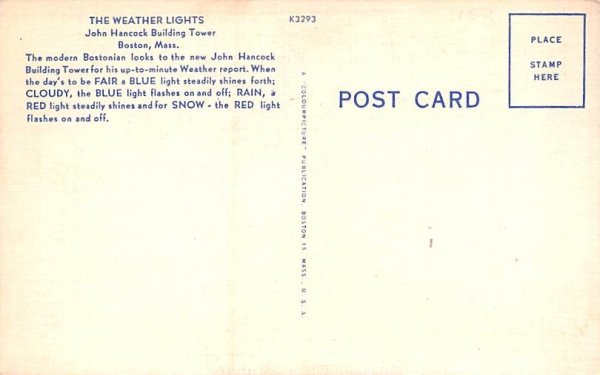 THE WEATHER LIGHTS
John Hancock Building Tower
Boston, Mass.
The modern Bostonian looks to the new John Hancock
Building Tower for his up-to-minute Weather report. When
the day's to be FAIR a BLUE light steadily shines forth;
CLOUDY, the BLUE light flashes on and off; RAIN, a
RED light steadily shines and for SNOW - the RED light
flashes on and off.
K3293
A "COLOURPICTURE" PUBLICATION, BOSTON 15, MASS., U. S. A.
POST CARD
PLACE
STAMP
HERE